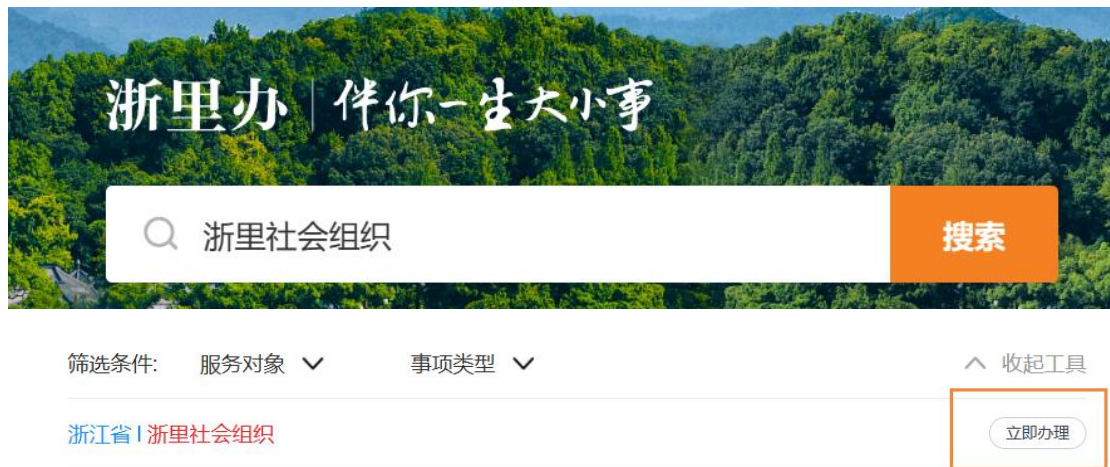 浙里办 | 伴你一生大小事
浙里社会组织 搜索
筛选条件: 服务对象 事项类型 收起工具
浙江省 | 浙里社会组织 立即办理